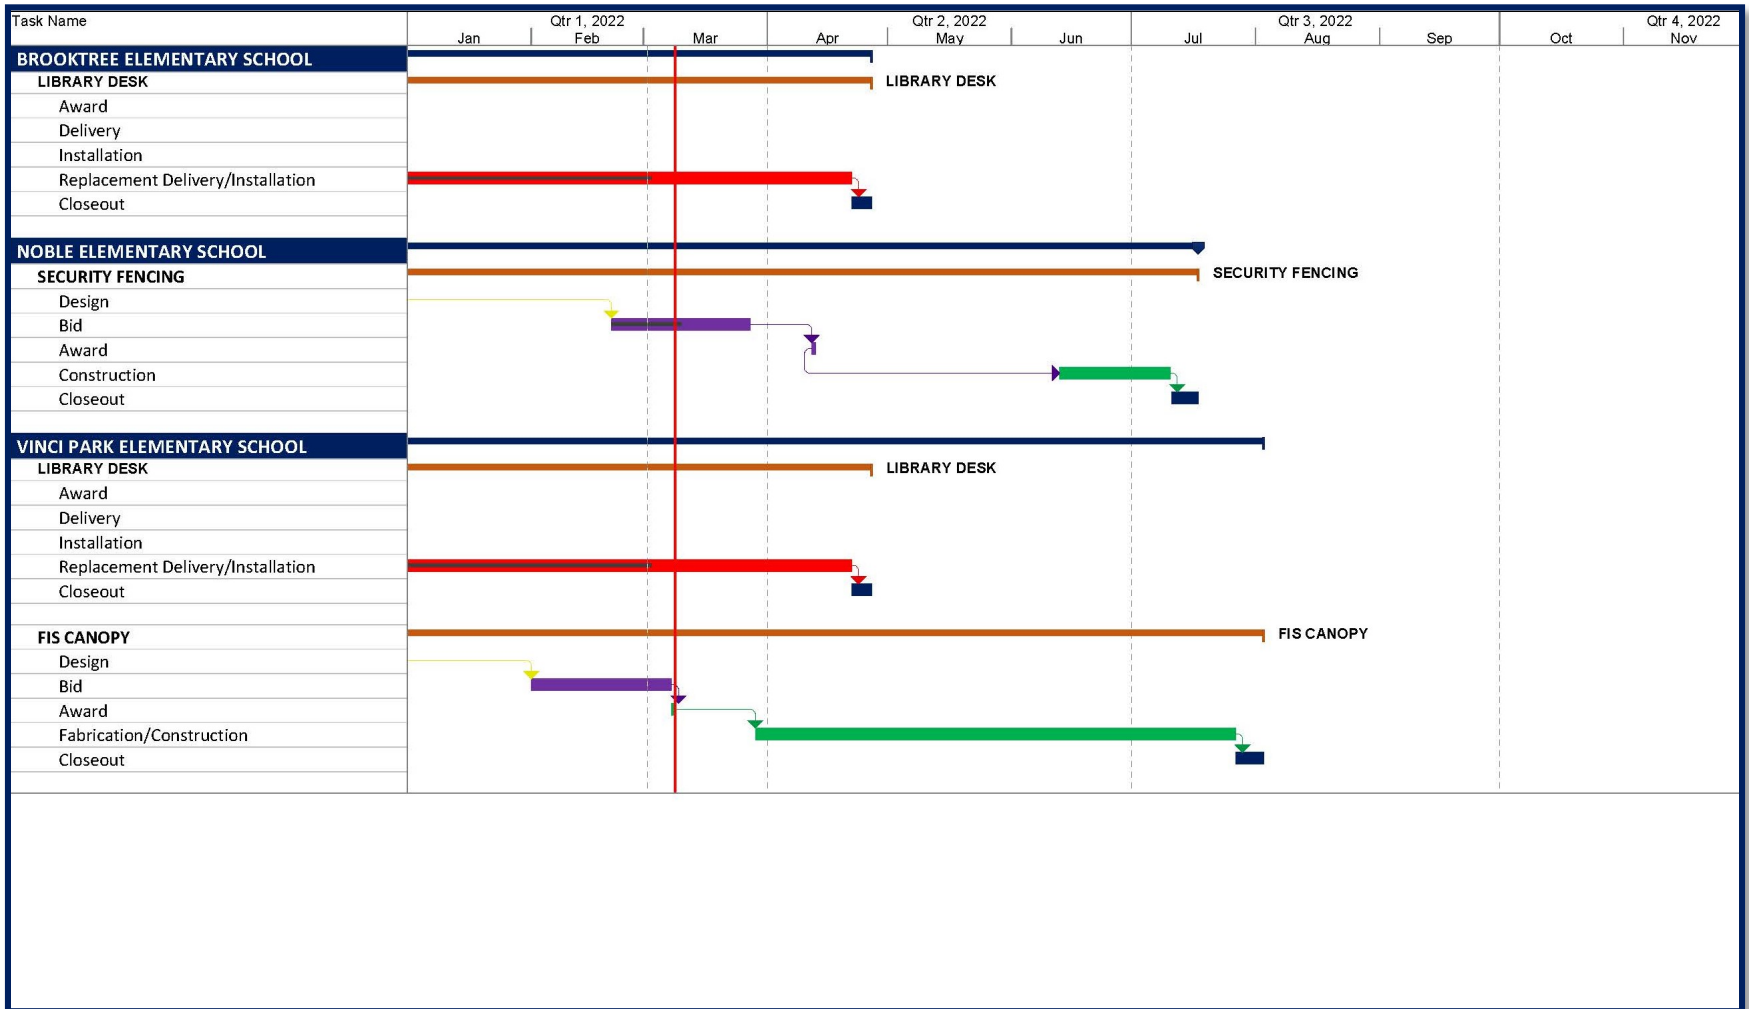 Task Name Qtr 1, 2022 Qtr 2, 2022 Qtr 3, 2022 Qtr 4, 2022
Jan Feb Mar Apr May Jun Jul Aug Sep Oct Nov
BROOKTREE ELEMENTARY SCHOOL
LIBRARY DESK LIBRARY DESK
Award
Delivery
Installation
Replacement Delivery/Installation
Closeout
NOBLE ELEMENTARY SCHOOL
SECURITY FENCING SECURITY FENCING
Design
Bid
Award
Construction
Closeout
VINCI PARK ELEMENTARY SCHOOL
LIBRARY DESK LIBRARY DESK
Award
Delivery
Installation
Replacement Delivery/Installation
Closeout
FIS CANOPY FIS CANOPY
Design
Bid
Award
Fabrication/Construction
Closeout